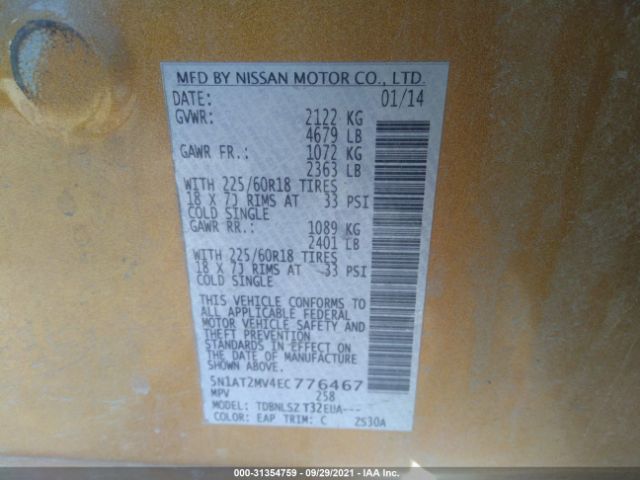 MFD BY NISSAN MOTOR CO., LTD.
DATE: 01/14
GVWR: 2122 KG
4679 LB
GAWR FR.: 1072 KG
2363 LB
WITH 225/60R18 TIRES
18 X 7J RIMS AT 33 PSI
COLD SINGLE
GAWR RR.: 1089 KG
2401 LB
WITH 225/60R18 TIRES
18 X 7J RIMS AT 33 PSI
COLD SINGLE
THIS VEHICLE CONFORMS TO
ALL APPLICABLE FEDERAL
MOTOR VEHICLE SAFETY AND
THEFT PREVENTION
STANDARDS IN EFFECT ON
THE DATE OF MANUFACTURE
SHOWN ABOVE.
5N1AT2MV4EC776467
MPV 258
MODEL: TDBNLSZ T32EUA---
COLOR: EAP TRIM: C ZS30A
000-31354759 - 09/29/2021 - IAA Inc.